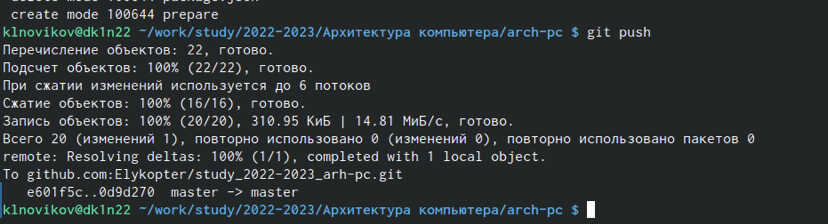 create mode 100644 prepare
klnovikov@dk1n22 ~/work/study/2022-2023/Архитектура компьютера/arch-pc $ git push
Перечисление объектов: 22, готово.
Подсчет объектов: 100% (22/22), готово.
При сжатии изменений используется до 6 потоков
Сжатие объектов: 100% (16/16), готово.
Запись объектов: 100% (20/20), 310.95 КиБ | 14.81 МиБ/с, готово.
Всего 20 (изменений 1), повторно использовано 0 (изменений 0), повторно использовано пакетов 0
remote: Resolving deltas: 100% (1/1), completed with 1 local object.
To github.com:Elykopter/study_2022-2023_arh-pc.git
e601f5c..0d9d270 master -> master
klnovikov@dk1n22 ~/work/study/2022-2023/Архитектура компьютера/arch-pc $